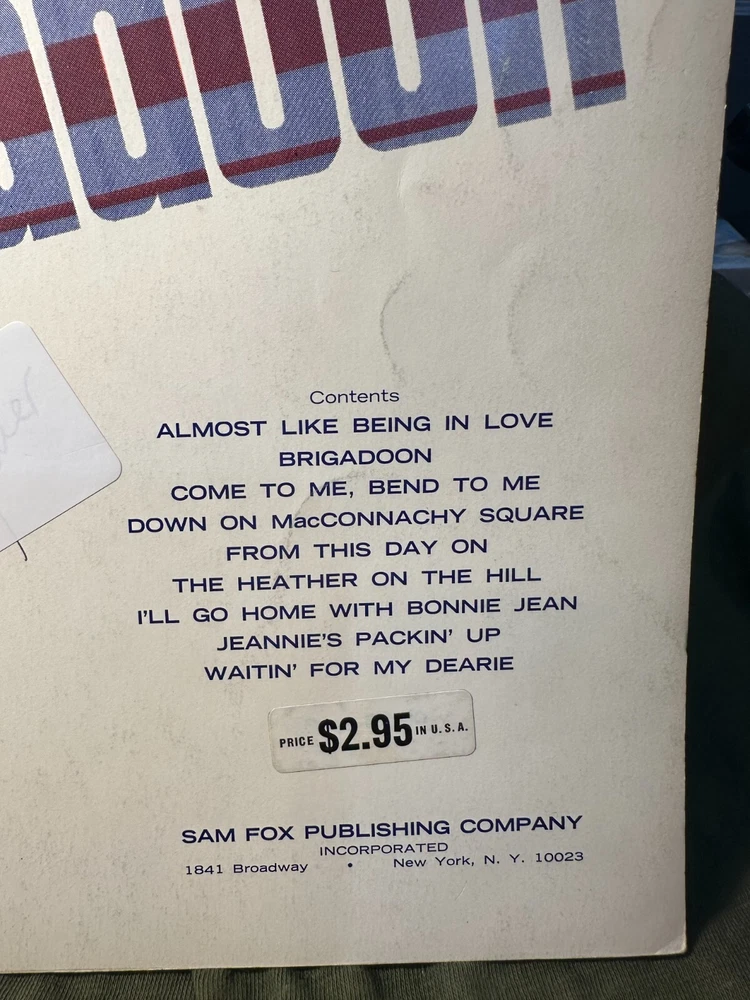 Contents
ALMOST LIKE BEING IN LOVE
BRIGADOON
COME TO ME, BEND TO ME
DOWN ON MacCONNACHY SQUARE
FROM THIS DAY ON
THE HEATHER ON THE HILL
I'LL GO HOME WITH BONNIE JEAN
JEANNIE'S PACKIN' UP
WAITIN' FOR MY DEARIE
PRICE $2.95 IN U.S.A.
SAM FOX PUBLISHING COMPANY
INCORPORATED
1841 Broadway • New York, N. Y. 10023